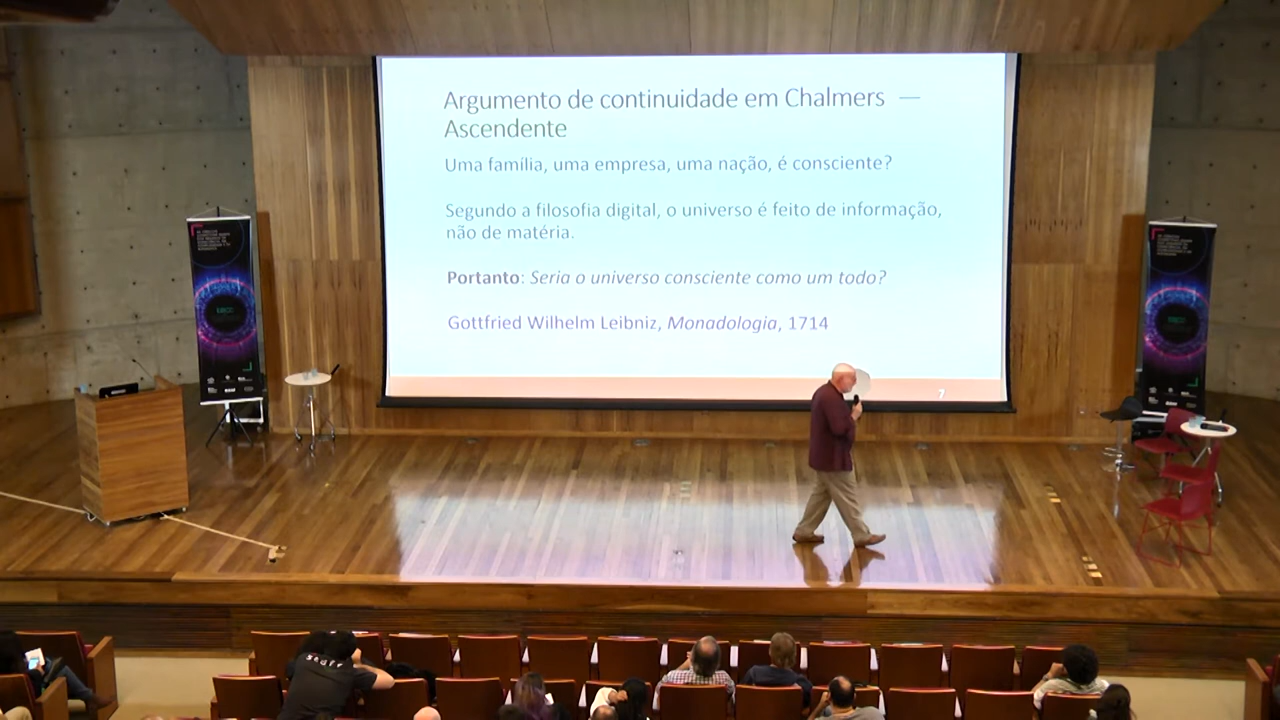 Argumento de continuidade em Chalmers —
Ascendente
Uma família, uma empresa, uma nação, é consciente?
Segundo a filosofia digital, o universo é feito de informação,
não de matéria.
Portanto: Seria o universo consciente como um todo?
Gottfried Wilhelm Leibniz, Monadologia, 1714
7